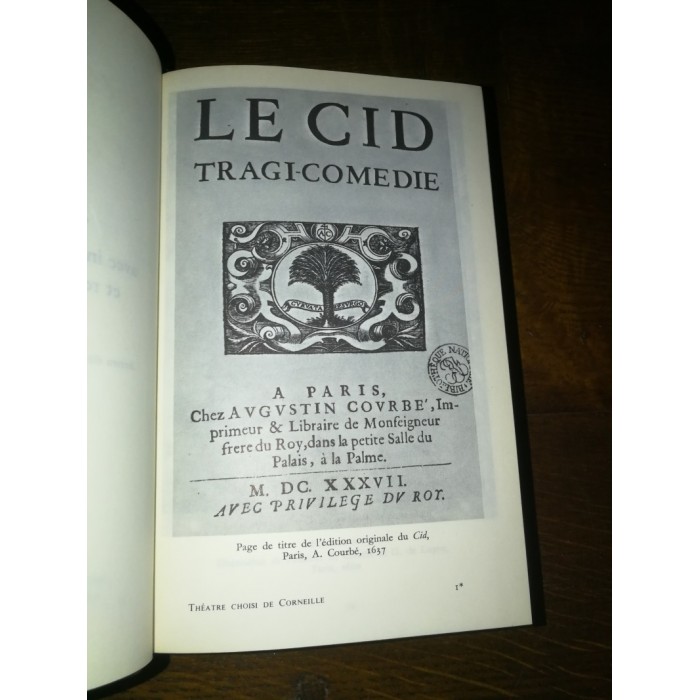 LE CID
TRAGI-COMEDIE
CVRVATA RESVRGO
A PARIS,
Chez AVGVSTIN COVRBE', Im-
primeur & Libraire de Monſeigneur
frere du Roy, dans la petite Salle du
Palais, à la Palme.
M. DC. XXXVII.
AVEC PRIVILEGE DV ROY.
Page de titre de l'édition originale du Cid,
Paris, A. Courbé, 1637
THÉATRE CHOISI DE CORNEILLE
1*